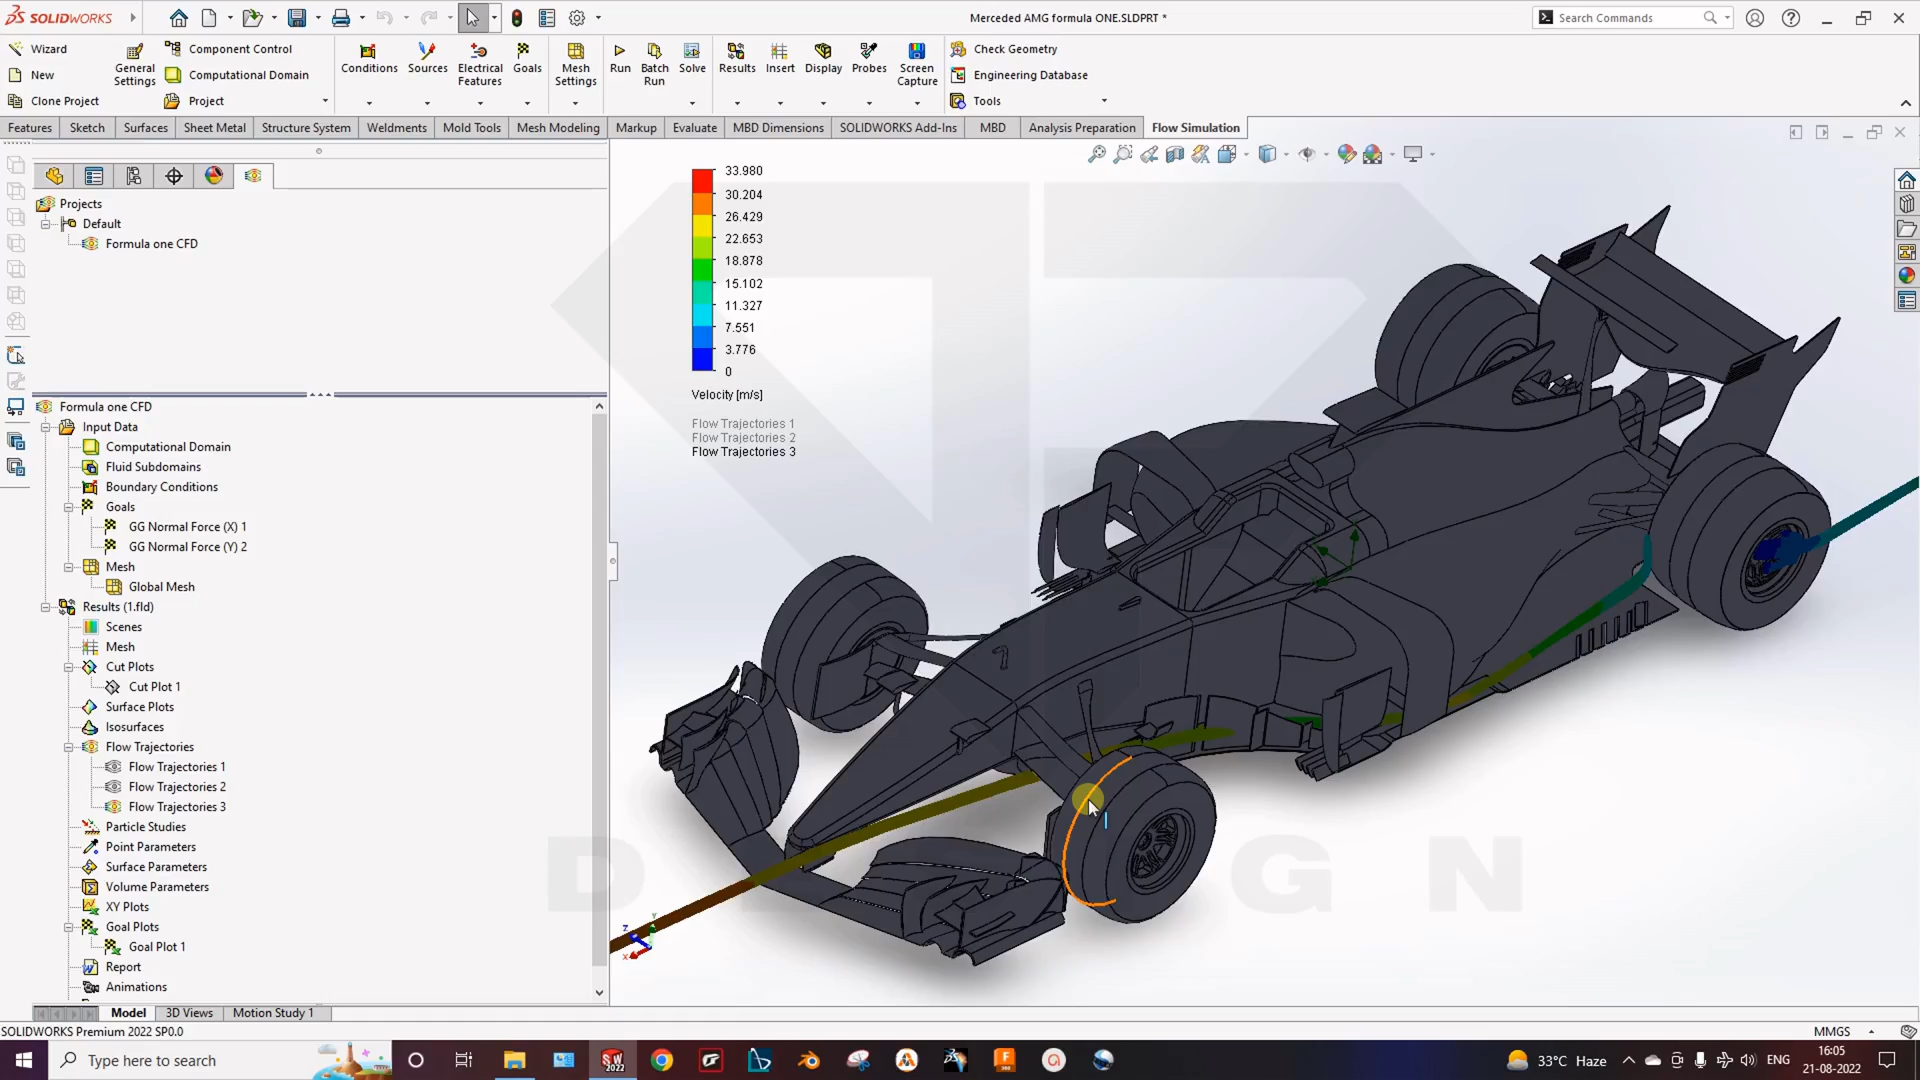 SOLIDWORKS
Merceded AMG formula ONE.SLDPRT *
Search Commands
Wizard
New
Clone Project
General Settings
Component Control
Computational Domain
Project
Conditions
Sources
Electrical Features
Goals
Mesh Settings
Run
Batch Run
Solve
Results
Insert
Display
Probes
Screen Capture
Check Geometry
Engineering Database
Tools
Features
Sketch
Surfaces
Sheet Metal
Structure System
Weldments
Mold Tools
Mesh Modeling
Markup
Evaluate
MBD Dimensions
SOLIDWORKS Add-Ins
MBD
Analysis Preparation
Flow Simulation
Projects
Default
Formula one CFD
Formula one CFD
Input Data
Computational Domain
Fluid Subdomains
Boundary Conditions
Goals
GG Normal Force (X) 1
GG Normal Force (Y) 2
Mesh
Global Mesh
Results (1.fld)
Scenes
Mesh
Cut Plots
Cut Plot 1
Surface Plots
Isosurfaces
Flow Trajectories
Flow Trajectories 1
Flow Trajectories 2
Flow Trajectories 3
Particle Studies
Point Parameters
Surface Parameters
Volume Parameters
XY Plots
Goal Plots
Goal Plot 1
Report
Animations
33.980
30.204
26.429
22.653
18.878
15.102
11.327
7.551
3.776
0
Velocity [m/s]
Flow Trajectories 1
Flow Trajectories 2
Flow Trajectories 3
Y
Z
X
Model
3D Views
Motion Study 1
SOLIDWORKS Premium 2022 SP0.0
MMGS
Type here to search
33°C Haze
ENG
16:05
21-08-2022